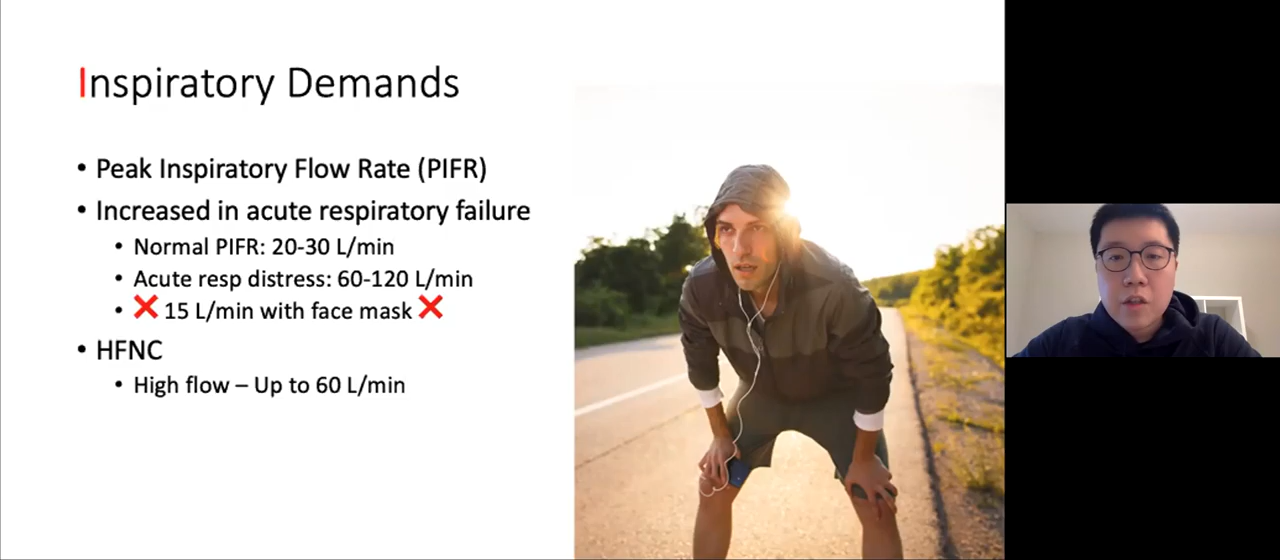 Inspiratory Demands
• Peak Inspiratory Flow Rate (PIFR)
• Increased in acute respiratory failure
• Normal PIFR: 20-30 L/min
• Acute resp distress: 60-120 L/min
• ❌ 15 L/min with face mask ❌
• HFNC
• High flow – Up to 60 L/min